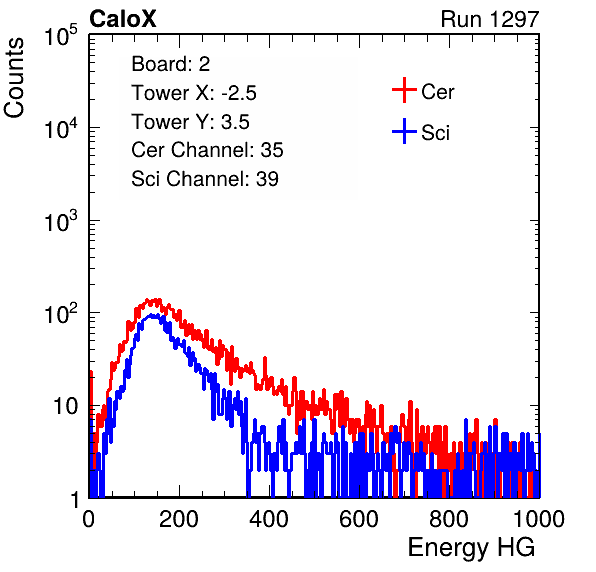 CaloX
Run 1297
Counts
10^5
10^4
10^3
10^2
10
1
Board: 2
Tower X: -2.5
Tower Y: 3.5
Cer Channel: 35
Sci Channel: 39
Cer
Sci
0 200 400 600 800 1000
Energy HG